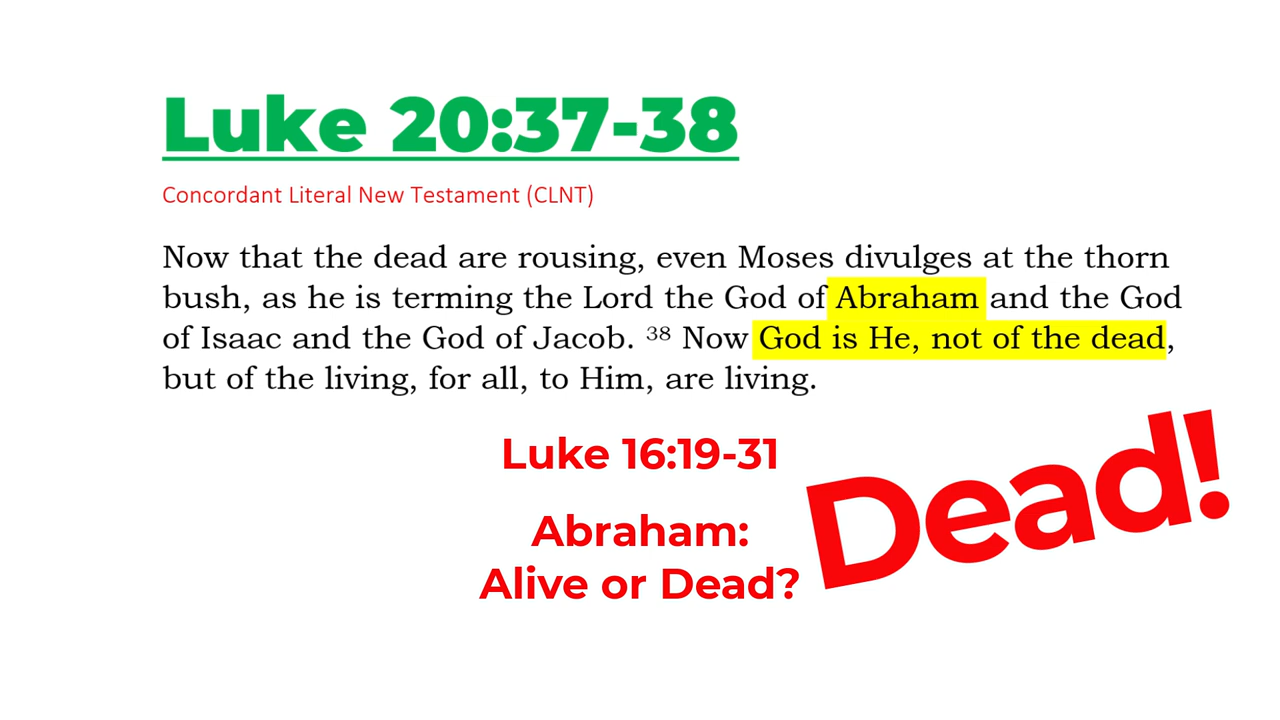 Luke 20:37-38
Concordant Literal New Testament (CLNT)
Now that the dead are rousing, even Moses divulges at the thorn
bush, as he is terming the Lord the God of Abraham and the God
of Isaac and the God of Jacob. ³⁸ Now God is He, not of the dead,
but of the living, for all, to Him, are living.
Luke 16:19-31
Abraham:
Alive or Dead?
Dead!